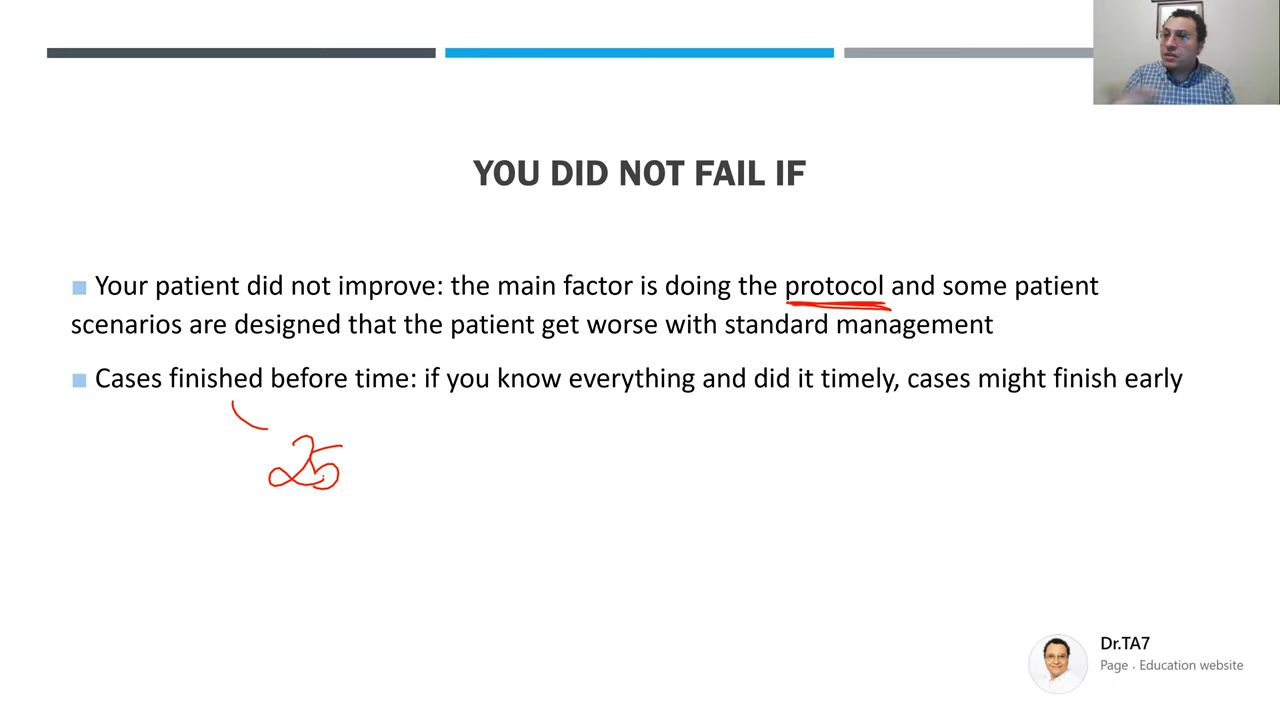 YOU DID NOT FAIL IF
Your patient did not improve: the main factor is doing the protocol and some patient
scenarios are designed that the patient get worse with standard management
Cases finished before time: if you know everything and did it timely, cases might finish early
25
Dr.TA7
Page . Education website